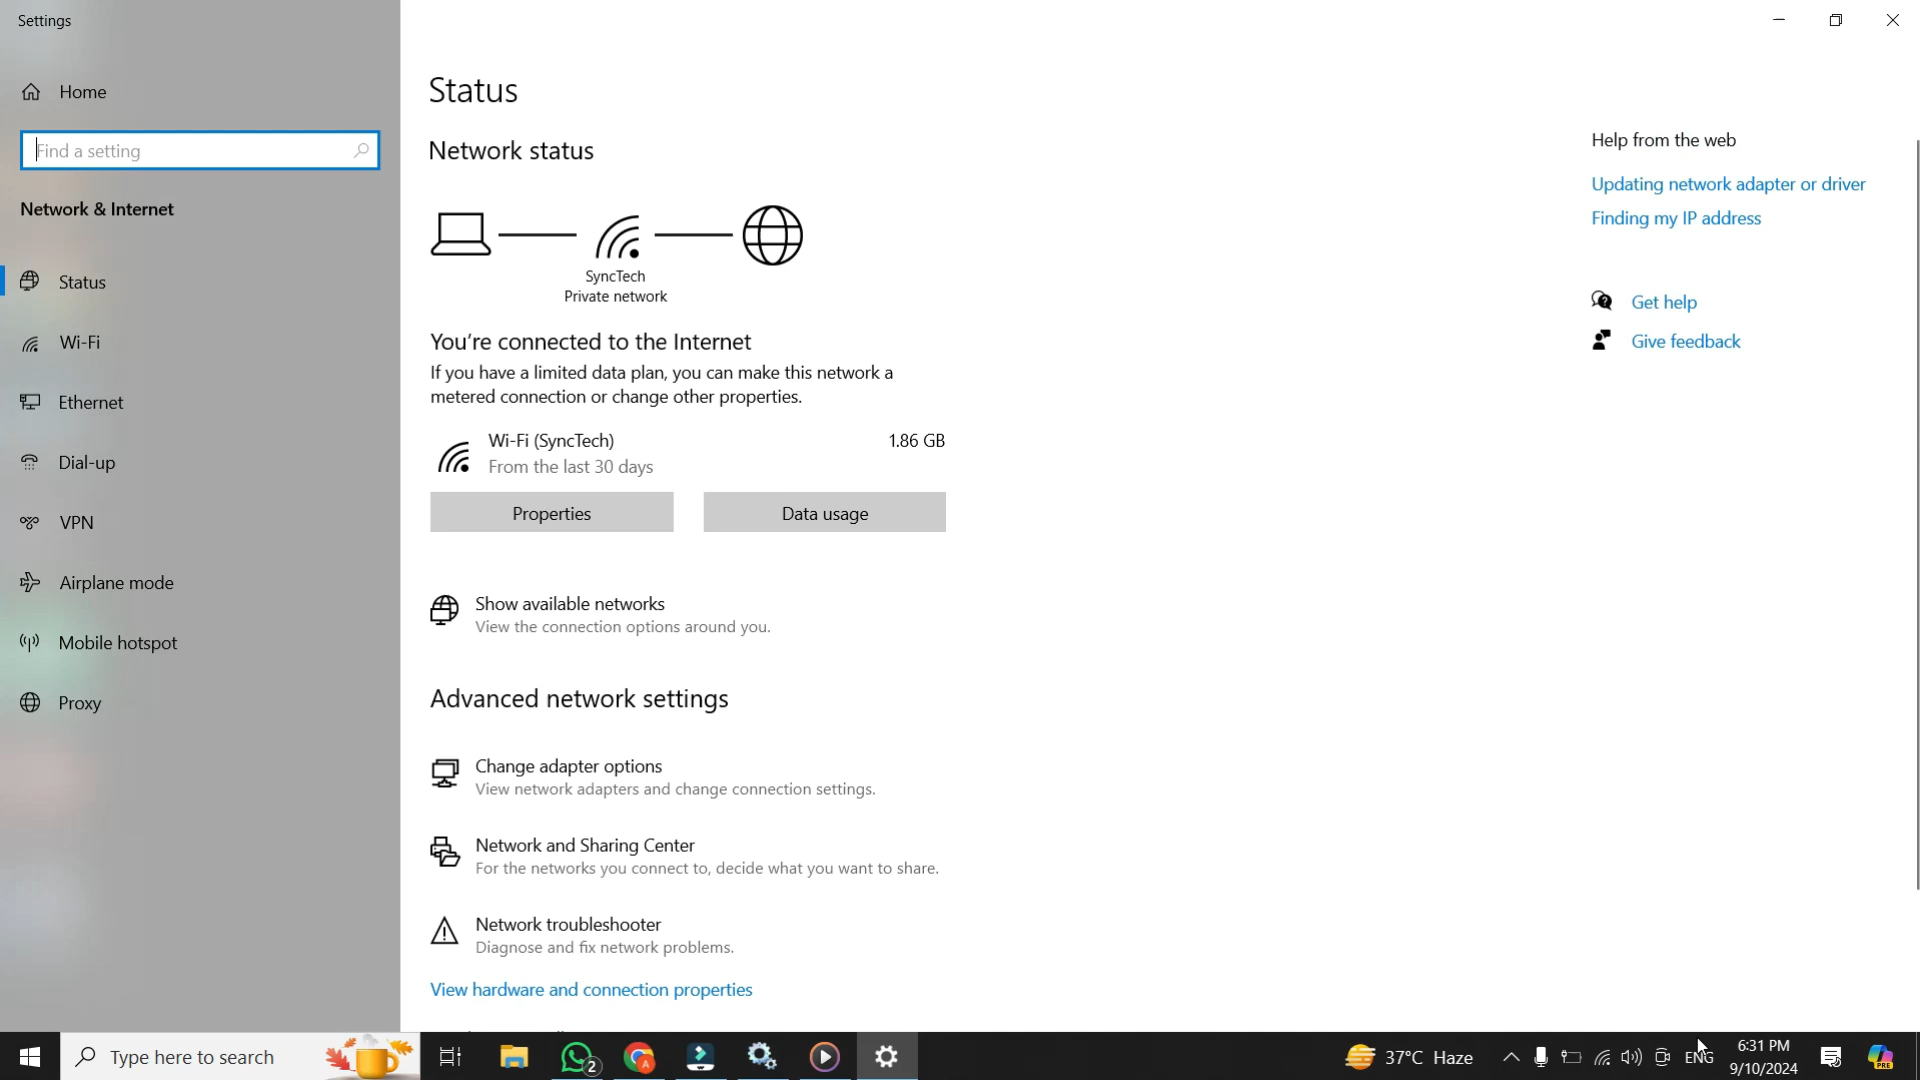 Settings
Home
Find a setting
Network & Internet
Status
Wi-Fi
Ethernet
Dial-up
VPN
Airplane mode
Mobile hotspot
Proxy
Status
Network status
SyncTech
Private network
You're connected to the Internet
If you have a limited data plan, you can make this network a
metered connection or change other properties.
Wi-Fi (SyncTech) 1.86 GB
From the last 30 days
Properties Data usage
Show available networks
View the connection options around you.
Advanced network settings
Change adapter options
View network adapters and change connection settings.
Network and Sharing Center
For the networks you connect to, decide what you want to share.
Network troubleshooter
Diagnose and fix network problems.
View hardware and connection properties
Help from the web
Updating network adapter or driver
Finding my IP address
Get help
Give feedback
Type here to search
2
A
37°C Haze
ENG
6:31 PM
9/10/2024
PRE